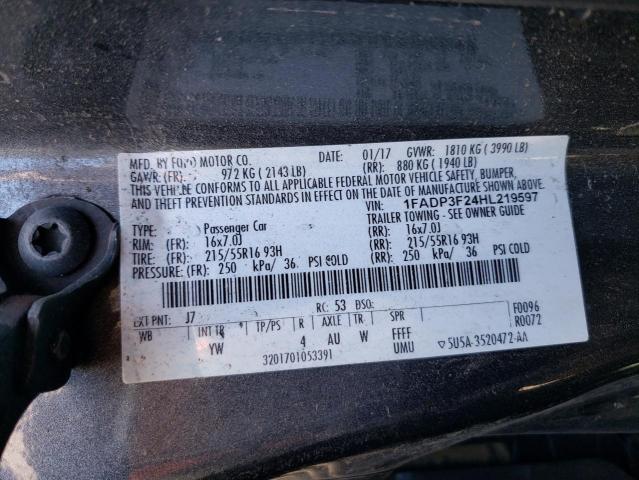 MFD. BY FORD MOTOR CO.
DATE: 01/17 GVWR: 1810 KG ( 3990 LB)
GAWR: (FR): 972 KG ( 2143 LB) (RR): 880 KG ( 1940 LB)
THIS VEHICLE CONFORMS TO ALL APPLICABLE FEDERAL MOTOR VEHICLE SAFETY, BUMPER,
AND THEFT PREVENTION STANDARDS IN EFFECT ON THE DATE OF MANUFACTURE SHOWN ABOVE.
VIN: 1FADP3F24HL219597
TYPE: Passenger Car TRAILER TOWING -- SEE OWNER GUIDE
RIM: (FR): 16x7.0J (RR): 16x7.0J
TIRE: (FR): 215/55R16 93H (RR): 215/55R16 93H
PRESSURE: (FR): 250 kPa/ 36 PSI COLD (RR): 250 kPa/ 36 PSI COLD
EXT PNT: J7 RC: 53 DSO: F0096
WB INT TR TP/PS R AXLE TR SPR R0072
YW 4 AU W FFFF
UMU
3201701053391 5U5A-3520472-AA